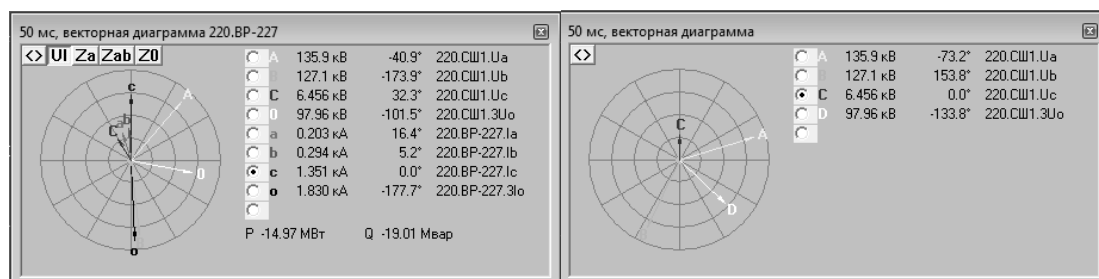 50 мс, векторная диаграмма 220.ВР-227
<> UI Za Zab Z0
A 135.9 кВ -40.9° 220.СШ1.Ua
B 127.1 кВ -173.9° 220.СШ1.Ub
C 6.456 кВ 32.3° 220.СШ1.Uc
0 97.96 кВ -101.5° 220.СШ1.3Uo
a 0.203 кА 16.4° 220.ВР-227.Ia
b 0.294 кА 5.2° 220.ВР-227.Ib
c 1.351 кА 0.0° 220.ВР-227.Ic
o 1.830 кА -177.7° 220.ВР-227.3Io
P -14.97 МВт Q -19.01 Мвар
c
A
b
a
C
0
o
50 мс, векторная диаграмма
<>
A 135.9 кВ -73.2° 220.СШ1.Ua
B 127.1 кВ 153.8° 220.СШ1.Ub
C 6.456 кВ 0.0° 220.СШ1.Uc
D 97.96 кВ -133.8° 220.СШ1.3Uo
C
A
D